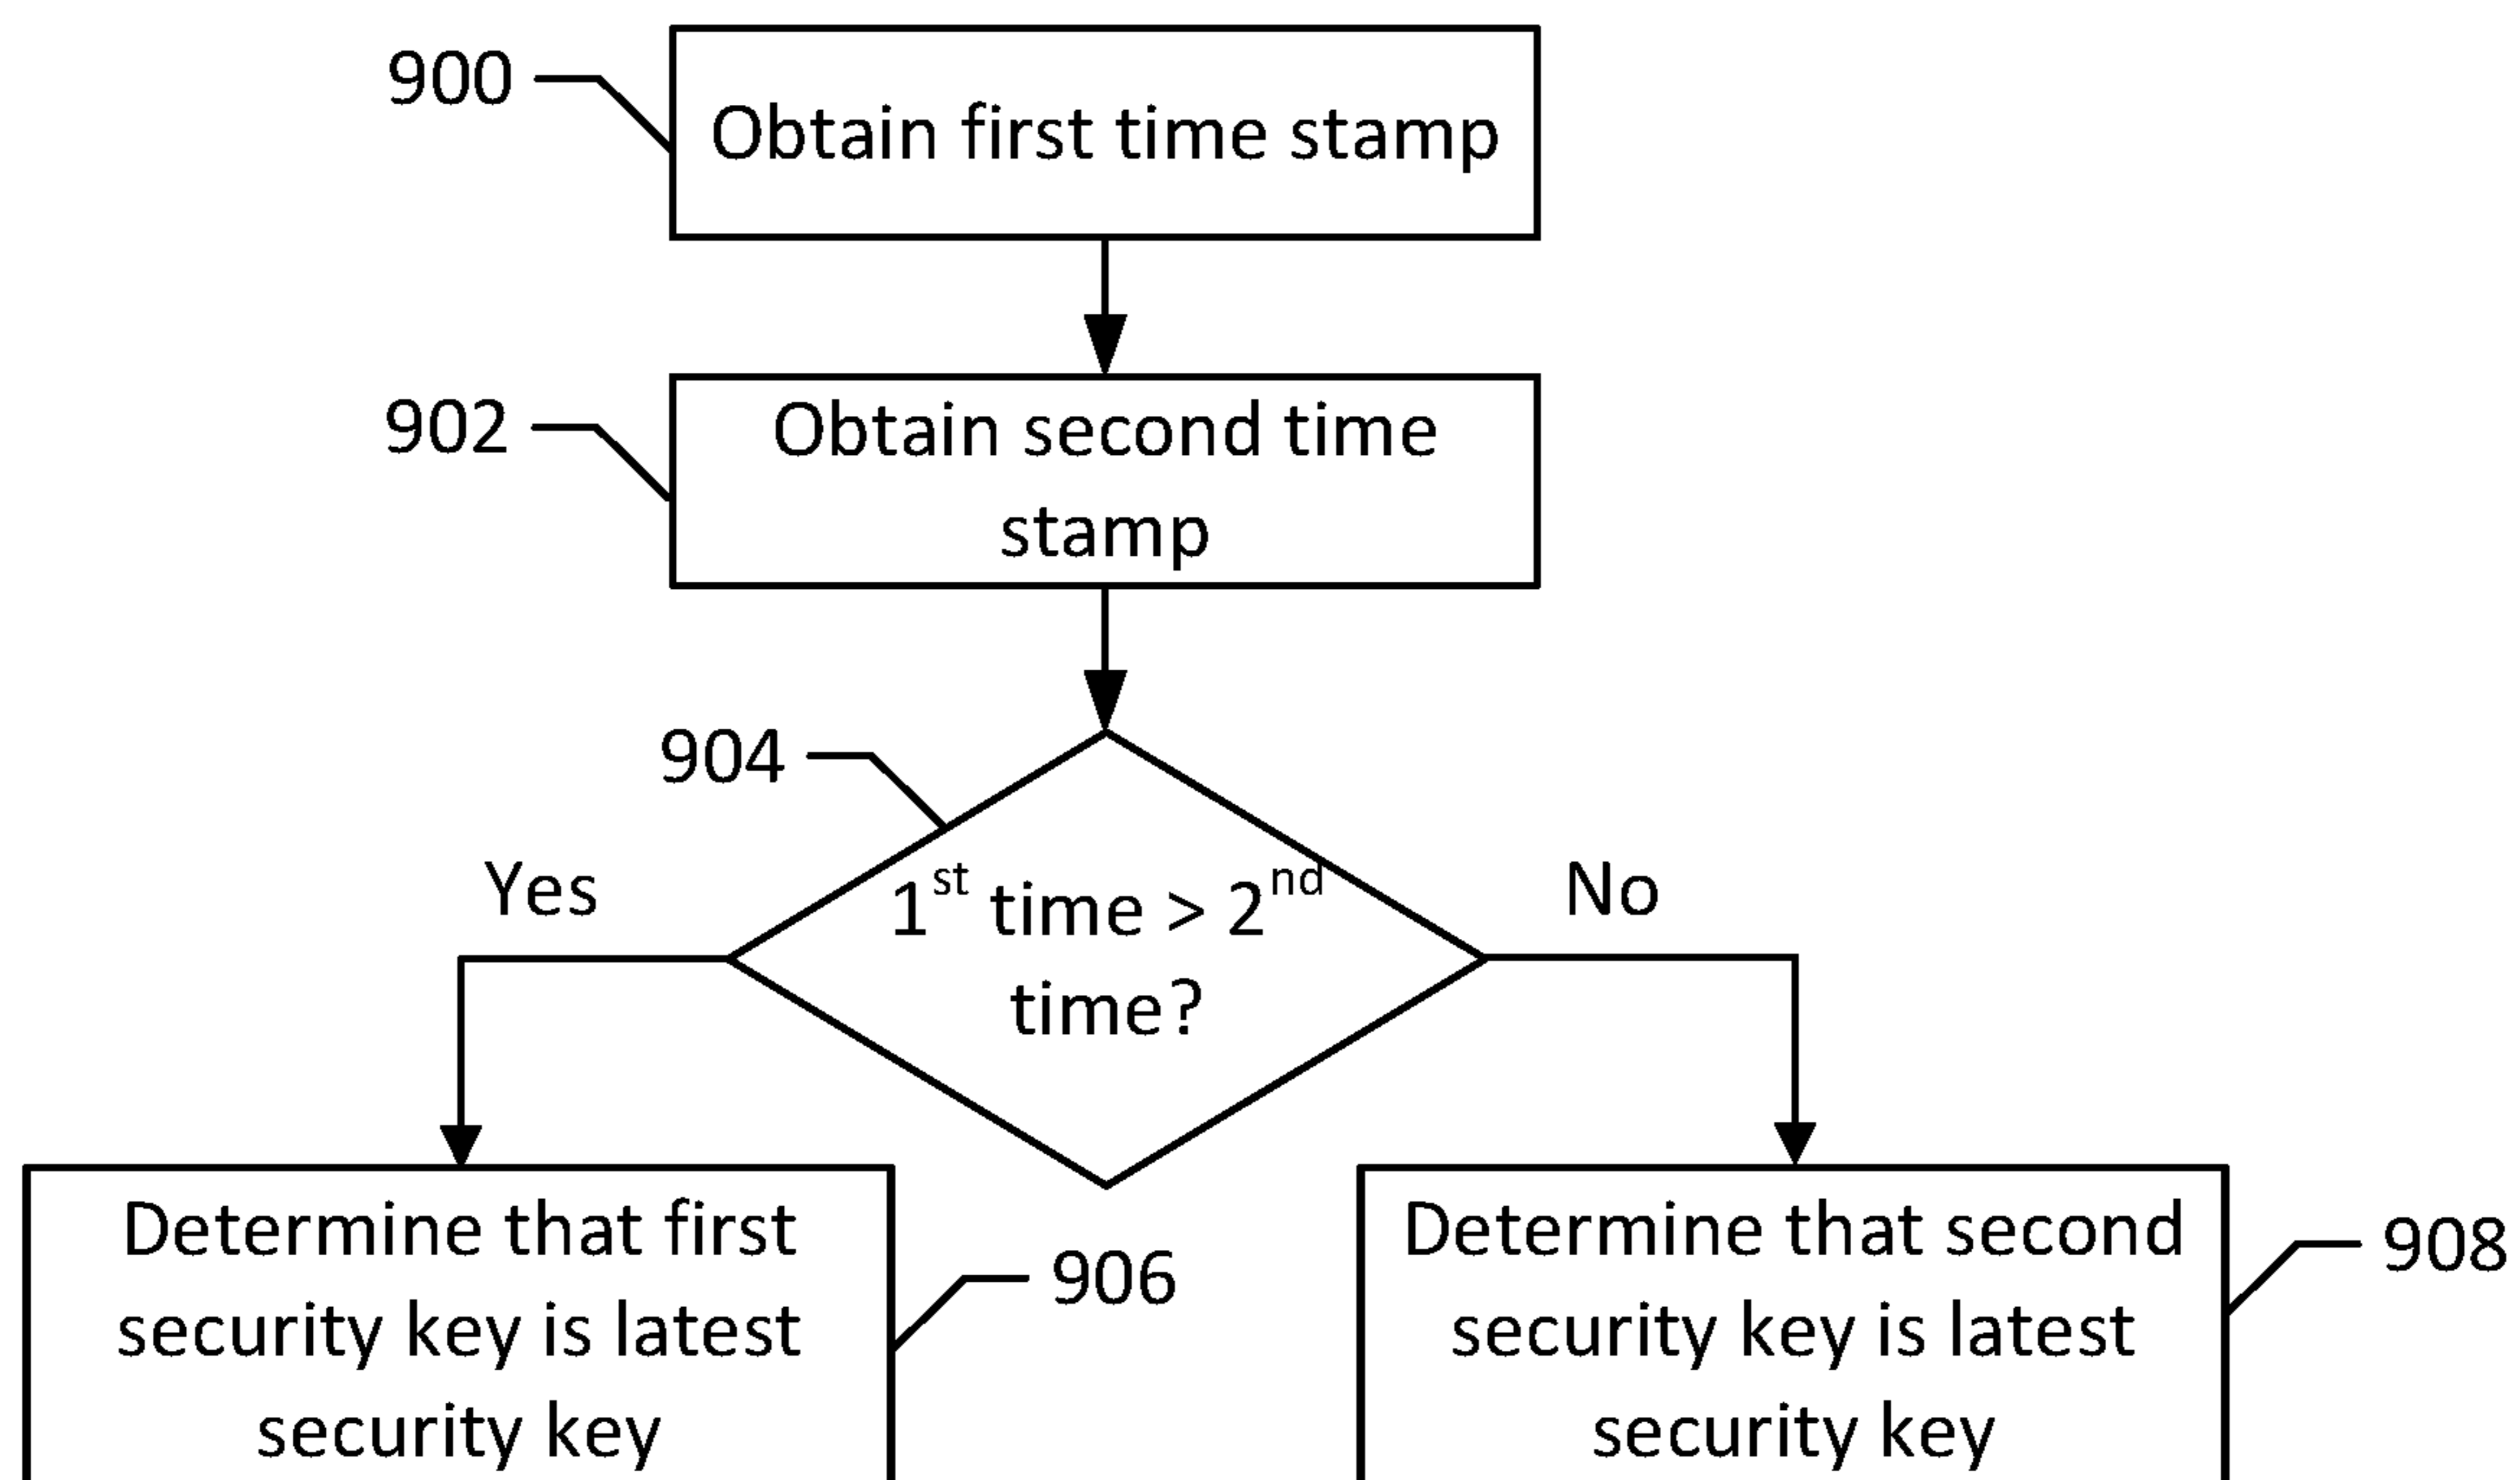 900
Obtain first time stamp
902
Obtain second time
stamp
904
Yes
1st time > 2nd
time?
No
Determine that first
security key is latest
security key
906
Determine that second
security key is latest
security key
908